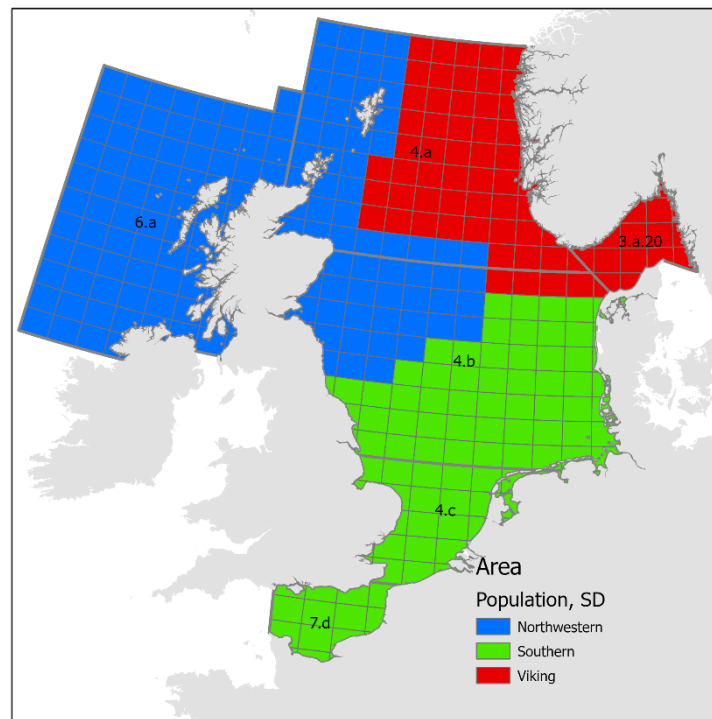 4.a
6.a
3.a.20
4.b
4.c
7.d
Area
Population, SD
Northwestern
Southern
Viking